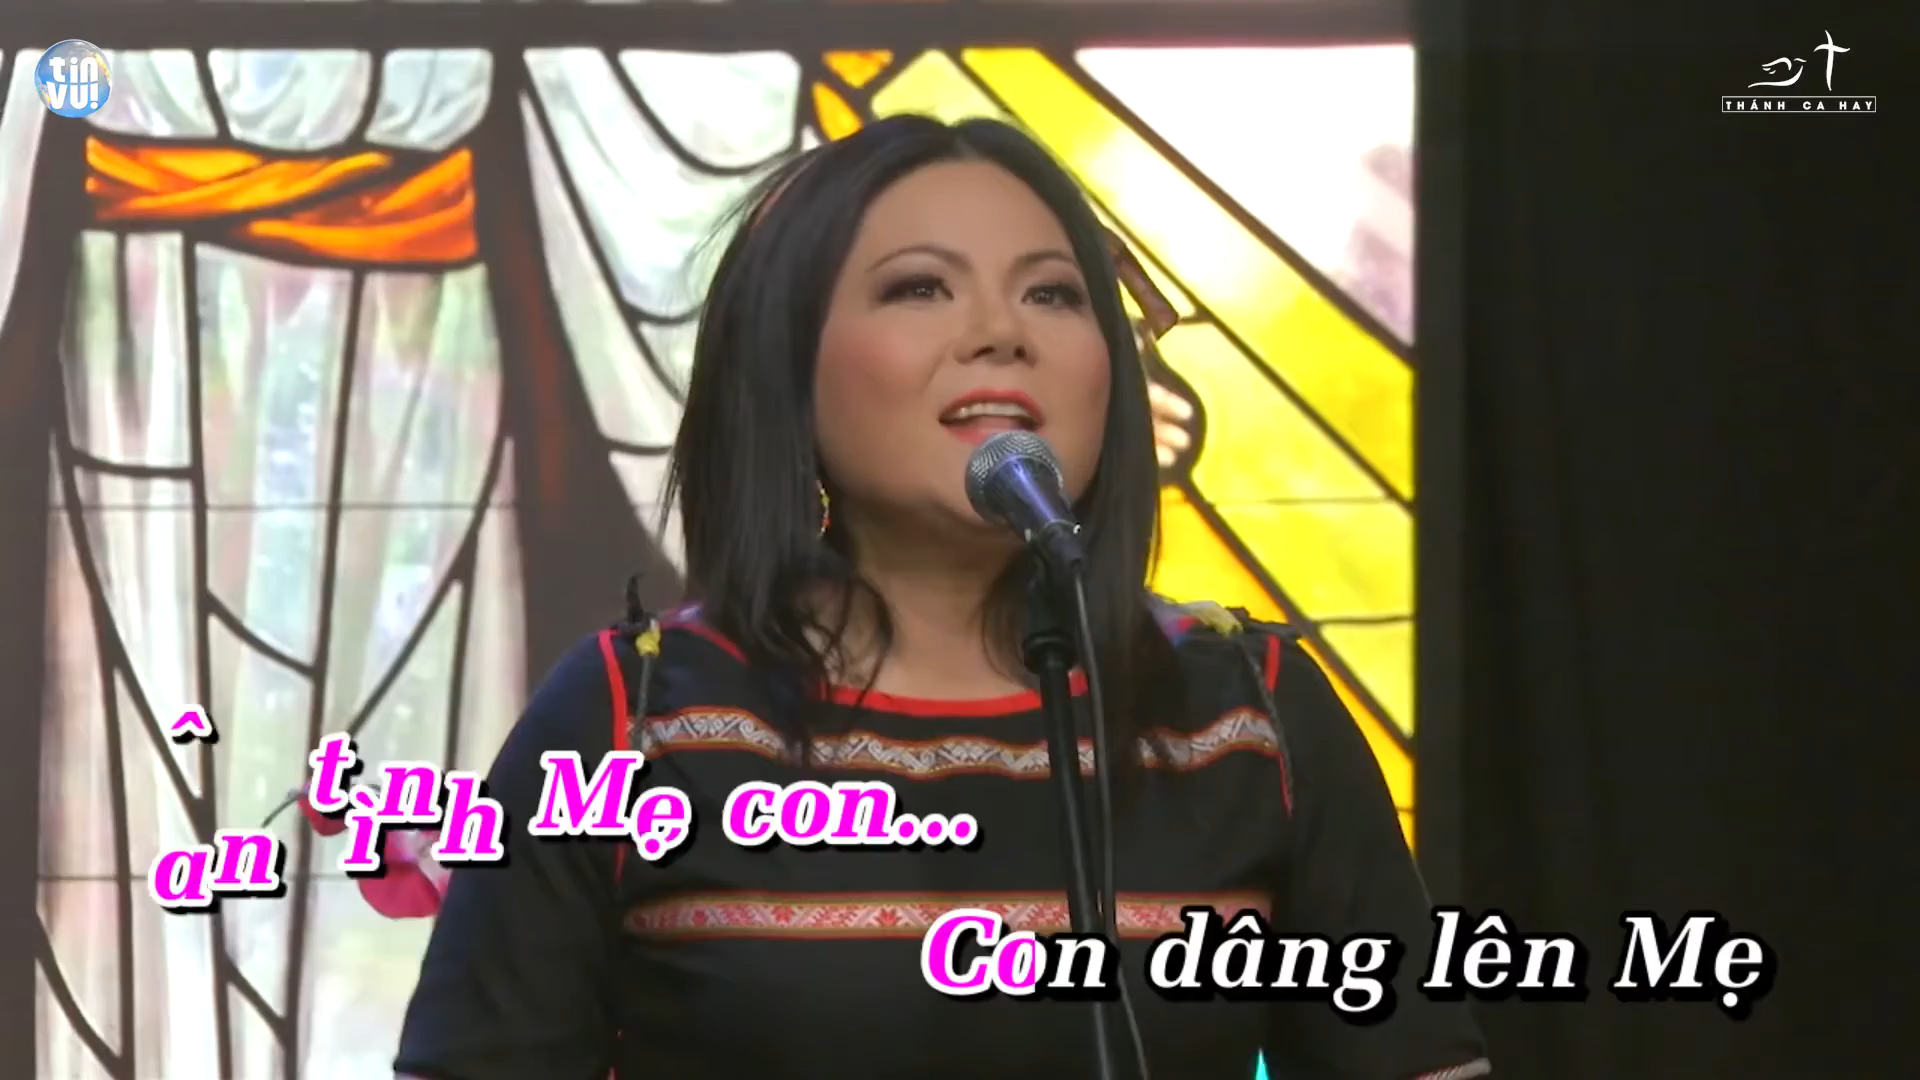 tin
vui
THÁNH CA HAY
ân tình Mẹ con...
Con dâng lên Mẹ